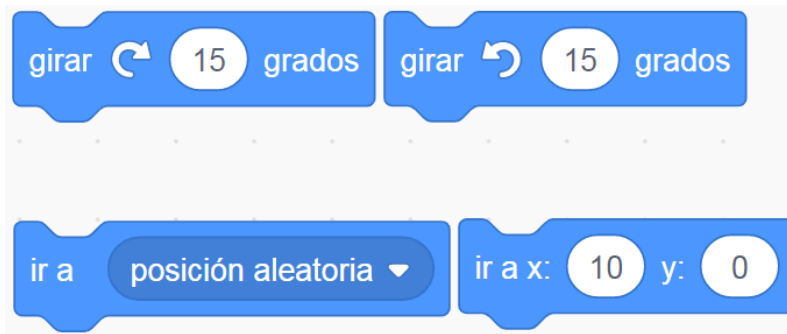 girar 15 grados girar 15 grados
ir a posición aleatoria ir a x: 10 y: 0